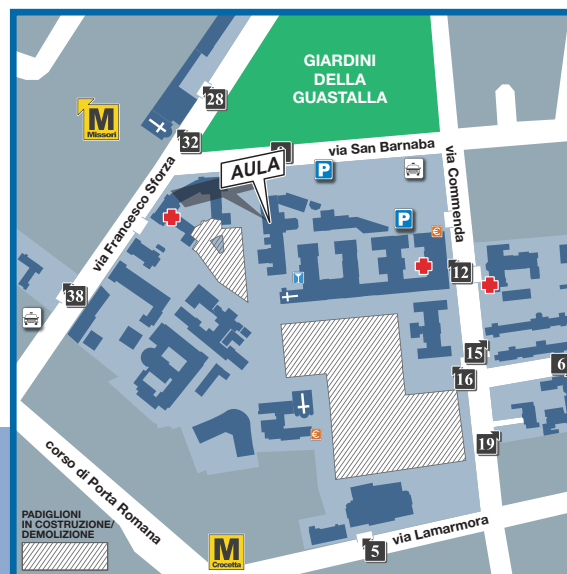 GIARDINI
DELLA
GUASTALLA
28
M
Missori
32
via San Barnaba
P
AULA
via Francesco Sforza
via Commenda
P
€
12
38
15
6
16
€
19
corso di Porta Romana
PADIGLIONI
IN COSTRUZIONE/
DEMOLIZIONE
M
Crocetta
5
via Lamarmora